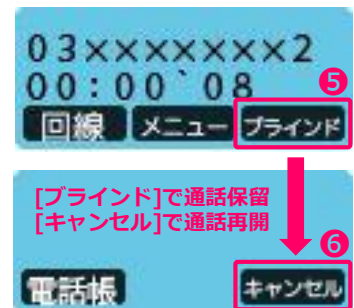 03×××××××2
00:00`08
❺
回線 メニュー ブラインド
[ブラインド]で通話保留
[キャンセル]で通話再開
❻
電話帳 キャンセル